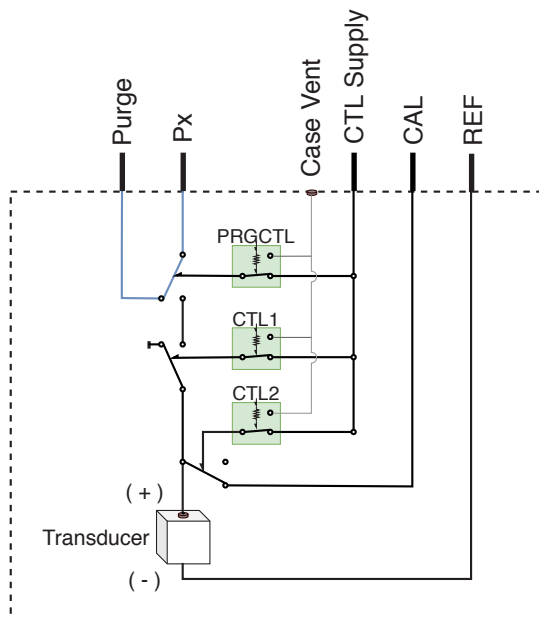 Purge
Px
Case Vent
CTL Supply
CAL
REF
PRGCTL
CTL1
CTL2
(+)
Transducer
(-)